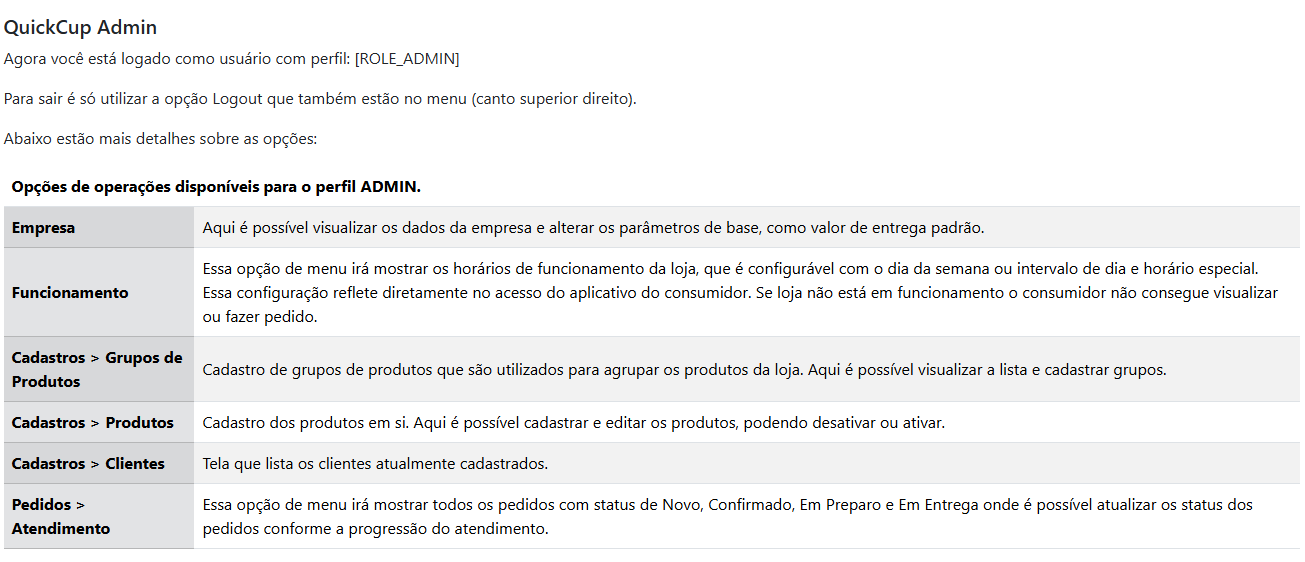 QuickCup Admin
Agora você está logado como usuário com perfil: [ROLE_ADMIN]
Para sair é só utilizar a opção Logout que também estão no menu (canto superior direito).
Abaixo estão mais detalhes sobre as opções:
Opções de operações disponíveis para o perfil ADMIN.
Empresa
Aqui é possível visualizar os dados da empresa e alterar os parâmetros de base, como valor de entrega padrão.
Funcionamento
Essa opção de menu irá mostrar os horários de funcionamento da loja, que é configurável com o dia da semana ou intervalo de dia e horário especial.
Essa configuração reflete diretamente no acesso do aplicativo do consumidor. Se loja não está em funcionamento o consumidor não consegue visualizar
ou fazer pedido.
Cadastros > Grupos de
Produtos
Cadastro de grupos de produtos que são utilizados para agrupar os produtos da loja. Aqui é possível visualizar a lista e cadastrar grupos.
Cadastros > Produtos
Cadastro dos produtos em si. Aqui é possível cadastrar e editar os produtos, podendo desativar ou ativar.
Cadastros > Clientes
Tela que lista os clientes atualmente cadastrados.
Pedidos >
Atendimento
Essa opção de menu irá mostrar todos os pedidos com status de Novo, Confirmado, Em Preparo e Em Entrega onde é possível atualizar os status dos
pedidos conforme a progressão do atendimento.